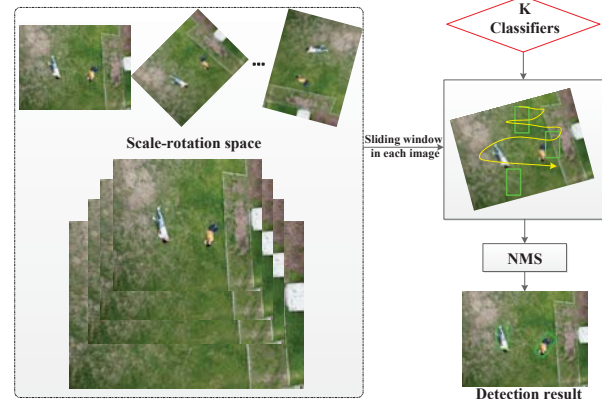 K
Classifiers
...
Scale-rotation space
Sliding window
in each image
NMS
Detection result